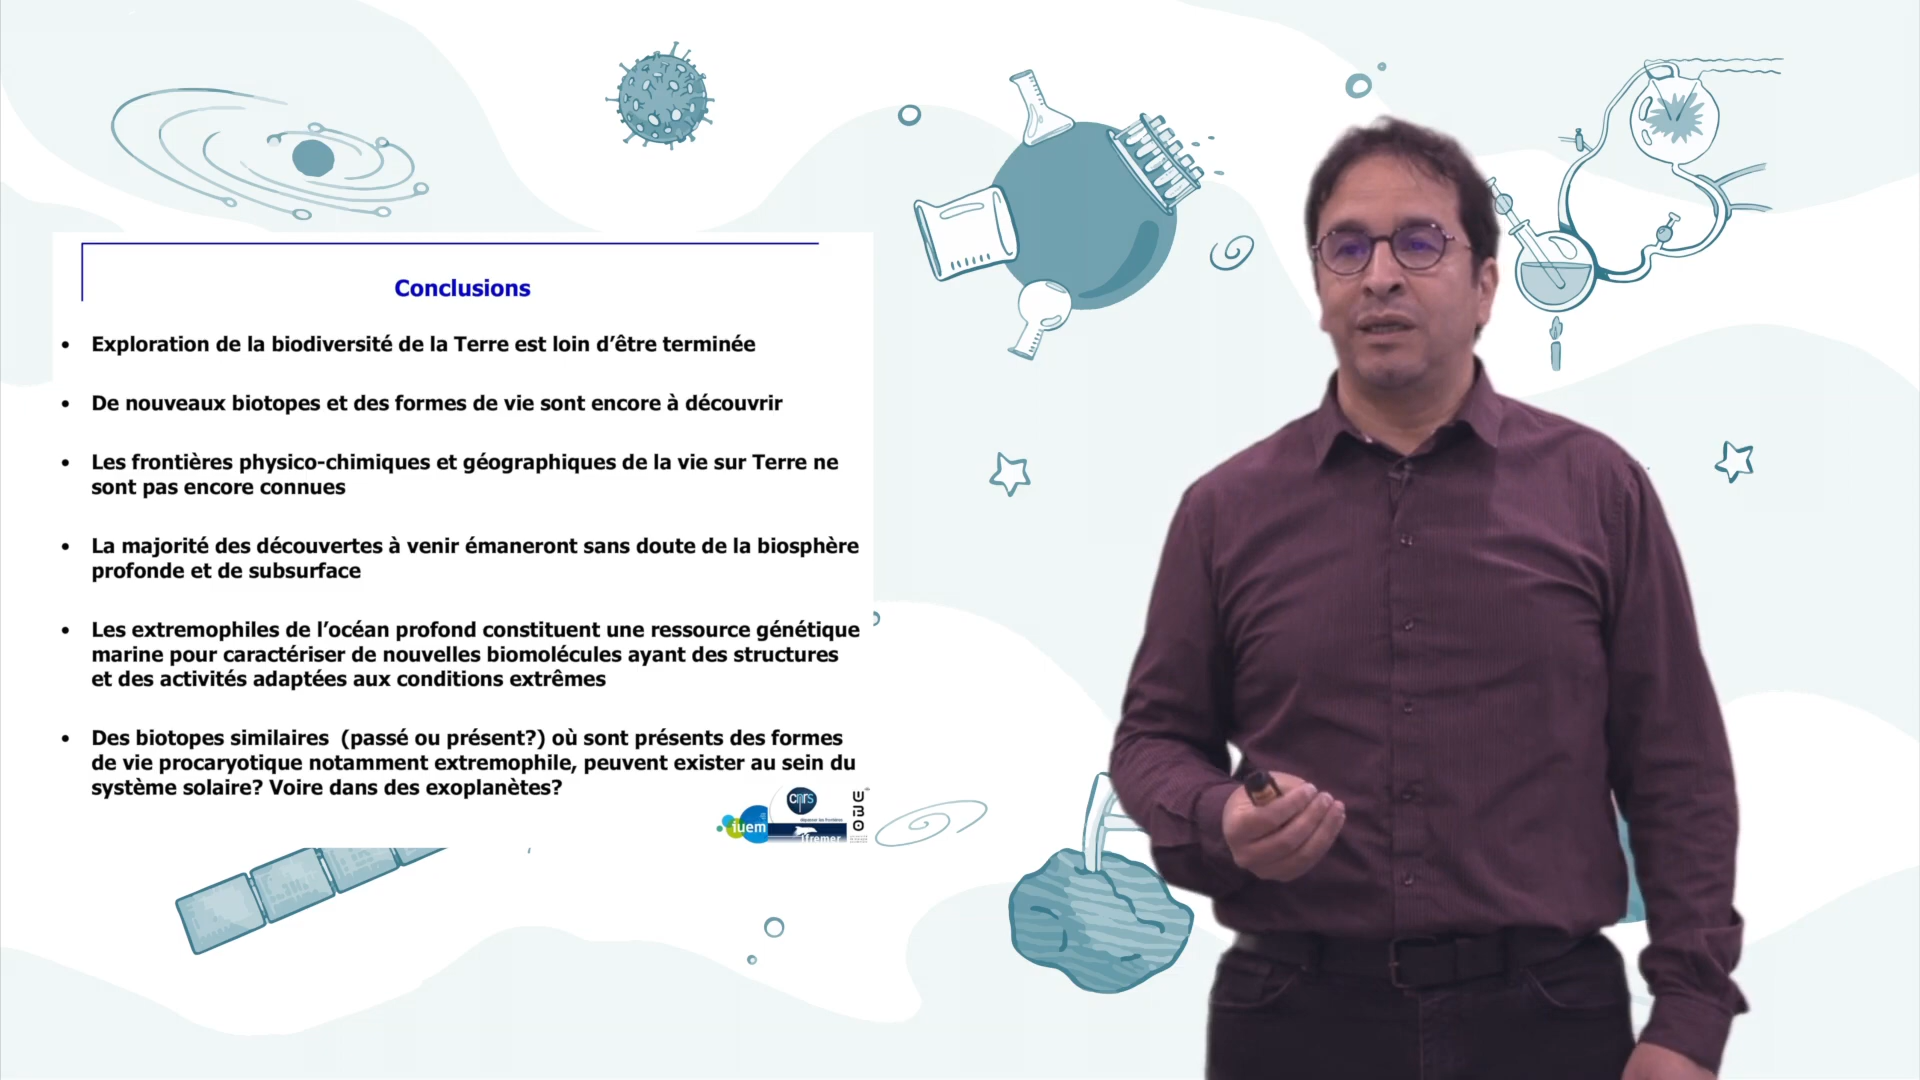 Conclusions
• Exploration de la biodiversité de la Terre est loin d'être terminée
• De nouveaux biotopes et des formes de vie sont encore à découvrir
• Les frontières physico-chimiques et géographiques de la vie sur Terre ne
sont pas encore connues
• La majorité des découvertes à venir émaneront sans doute de la biosphère
profonde et de subsurface
• Les extremophiles de l'océan profond constituent une ressource génétique
marine pour caractériser de nouvelles biomolécules ayant des structures
et des activités adaptées aux conditions extrêmes
• Des biotopes similaires  (passé ou présent?) où sont présents des formes
de vie procaryotique notamment extremophile, peuvent exister au sein du
système solaire? Voire dans des exoplanètes?
iuem
cnrs
dépasser les frontières
ifremer